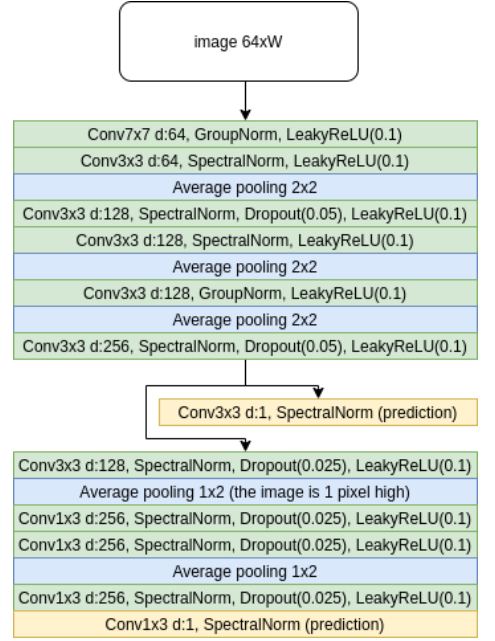 image 64xW
Conv7x7 d:64, GroupNorm, LeakyReLU(0.1)
Conv3x3 d:64, SpectralNorm, LeakyReLU(0.1)
Average pooling 2x2
Conv3x3 d:128, SpectralNorm, Dropout(0.05), LeakyReLU(0.1)
Conv3x3 d:128, SpectralNorm, LeakyReLU(0.1)
Average pooling 2x2
Conv3x3 d:128, GroupNorm, LeakyReLU(0.1)
Average pooling 2x2
Conv3x3 d:256, SpectralNorm, Dropout(0.05), LeakyReLU(0.1)
Conv3x3 d:1, SpectralNorm (prediction)
Conv3x3 d:128, SpectralNorm, Dropout(0.025), LeakyReLU(0.1)
Average pooling 1x2 (the image is 1 pixel high)
Conv1x3 d:256, SpectralNorm, Dropout(0.025), LeakyReLU(0.1)
Conv1x3 d:256, SpectralNorm, Dropout(0.025), LeakyReLU(0.1)
Average pooling 1x2
Conv1x3 d:256, SpectralNorm, Dropout(0.025), LeakyReLU(0.1)
Conv1x3 d:1, SpectralNorm (prediction)